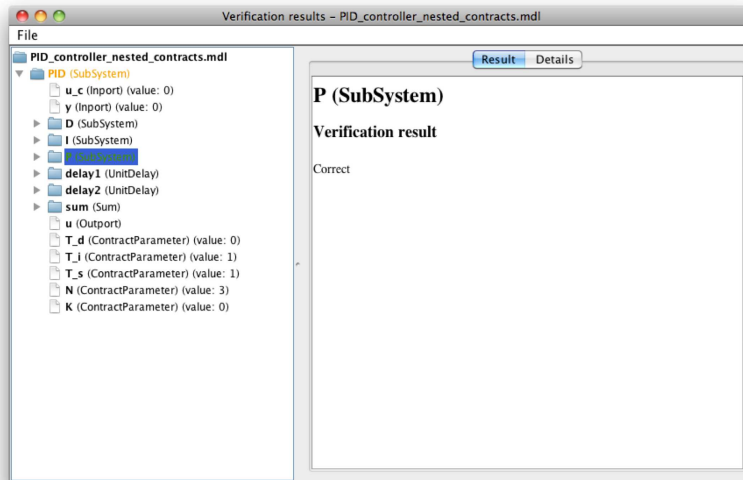 Verification results - PID_controller_nested_contracts.mdl
File
PID_controller_nested_contracts.mdl
PID (SubSystem)
u_c (Inport) (value: 0)
y (Inport) (value: 0)
D (SubSystem)
I (SubSystem)
P (SubSystem)
delay1 (UnitDelay)
delay2 (UnitDelay)
sum (Sum)
u (Outport)
T_d (ContractParameter) (value: 0)
T_i (ContractParameter) (value: 1)
T_s (ContractParameter) (value: 1)
N (ContractParameter) (value: 3)
K (ContractParameter) (value: 0)
Result Details
P (SubSystem)
Verification result
Correct